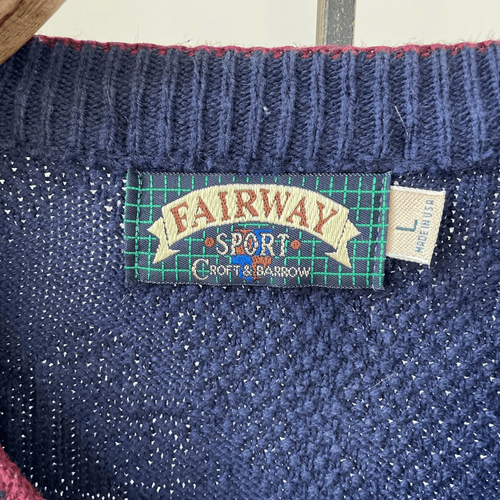 FAIRWAY
SPORT
CROFT & BARROW
L
MADE IN USA